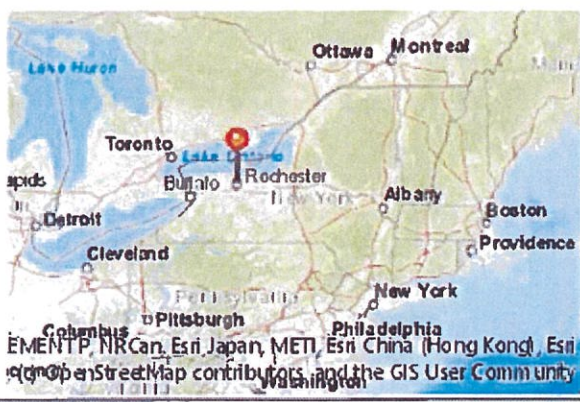 Ottawa
Montreal
Lake Huron
Toronto
Lake Ontario
Rochester
Buffalo
New York
Albany
apids
Detroit
Boston
Providence
Cleveland
New York
Pennsylvania
Pittsburgh
Philadelphia
Columbus
EMENT P, NRCan, Esri Japan, METI, Esri China (Hong Kong), Esri
OpenStreetMap contributors, and the GIS User Community
Washington